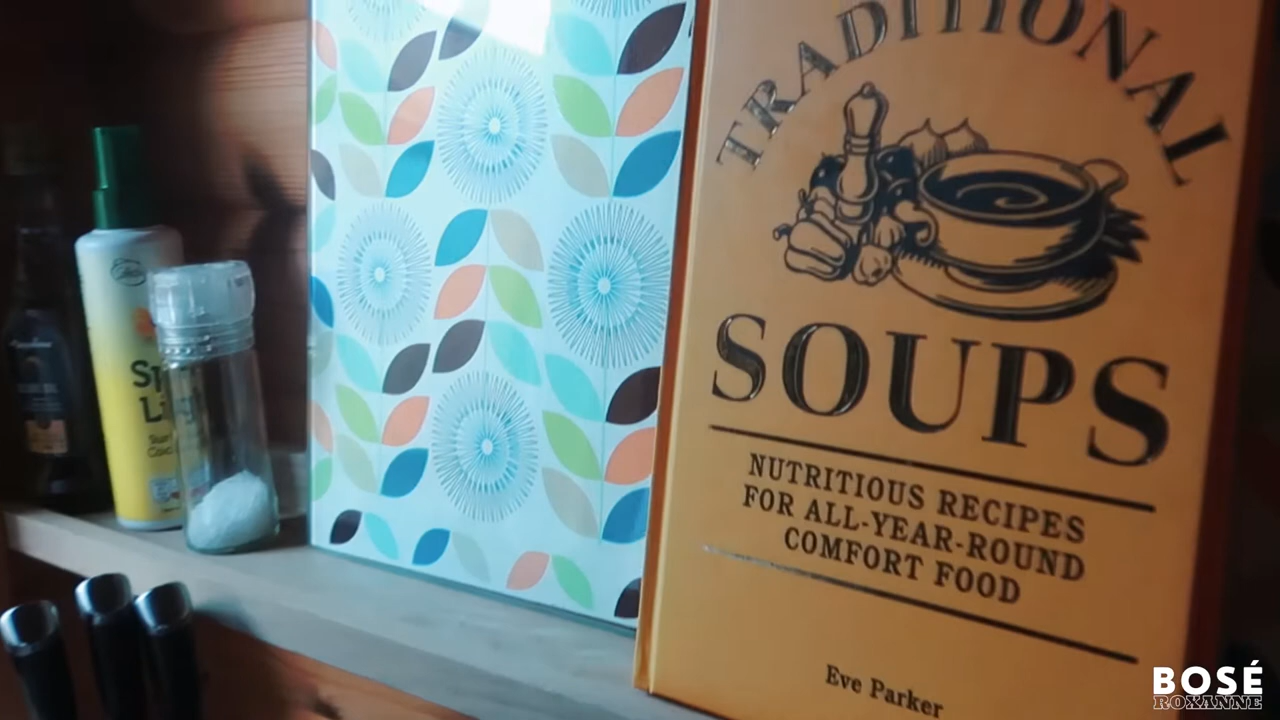 TRADITIONAL
SOUPS
NUTRITIOUS RECIPES
FOR ALL-YEAR-ROUND
COMFORT FOOD
Eve Parker
BOSÉ
ROXANNE